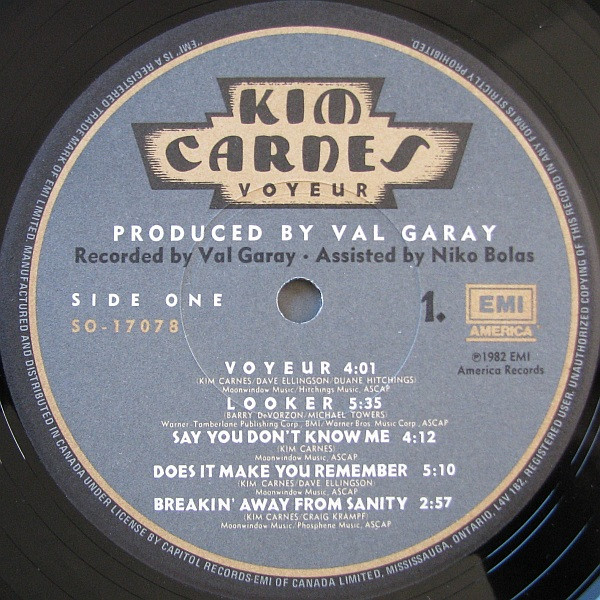 KIM
CARNES
VOYEUR
PRODUCED BY VAL GARAY
Recorded by Val Garay · Assisted by Niko Bolas
SIDE ONE
SO-17078
1.
EMI
AMERICA
℗1982 EMI
America Records
VOYEUR 4:01
(KIM CARNES/DAVE ELLINGSON/DUANE HITCHINGS)
Moonwindow Music/Hitchings Music, ASCAP
LOOKER 5:35
(BARRY DeVORZON/MICHAEL TOWERS)
Warner-Tamberlane Publishing Corp., BMI/Warner Bros. Music Corp., ASCAP
SAY YOU DON'T KNOW ME 4:12
(KIM CARNES)
Moonwindow Music, ASCAP
DOES IT MAKE YOU REMEMBER 5:10
(KIM CARNES/DAVE ELLINGSON)
Moonwindow Music, ASCAP
BREAKIN' AWAY FROM SANITY 2:57
(KIM CARNES/CRAIG KRAMPF)
Moonwindow Music/Phosphene Music, ASCAP
MANUFACTURED AND DISTRIBUTED IN CANADA UNDER LICENSE BY CAPITOL RECORDS-EMI OF CANADA LIMITED, MISSISSAUGA, ONTARIO, L4V 1B2, REGISTERED USER. UNAUTHORIZED COPYING OF THIS RECORD IN ANY FORM IS STRICTLY PROHIBITED.
"EMI" IS A REGISTERED TRADE MARK OF EMI LIMITED.